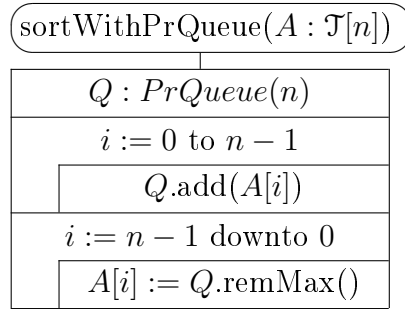 sortWithPrQueue(A : 𝒯[n])
Q : PrQueue(n)
i := 0 to n − 1
Q.add(A[i])
i := n − 1 downto 0
A[i] := Q.remMax()